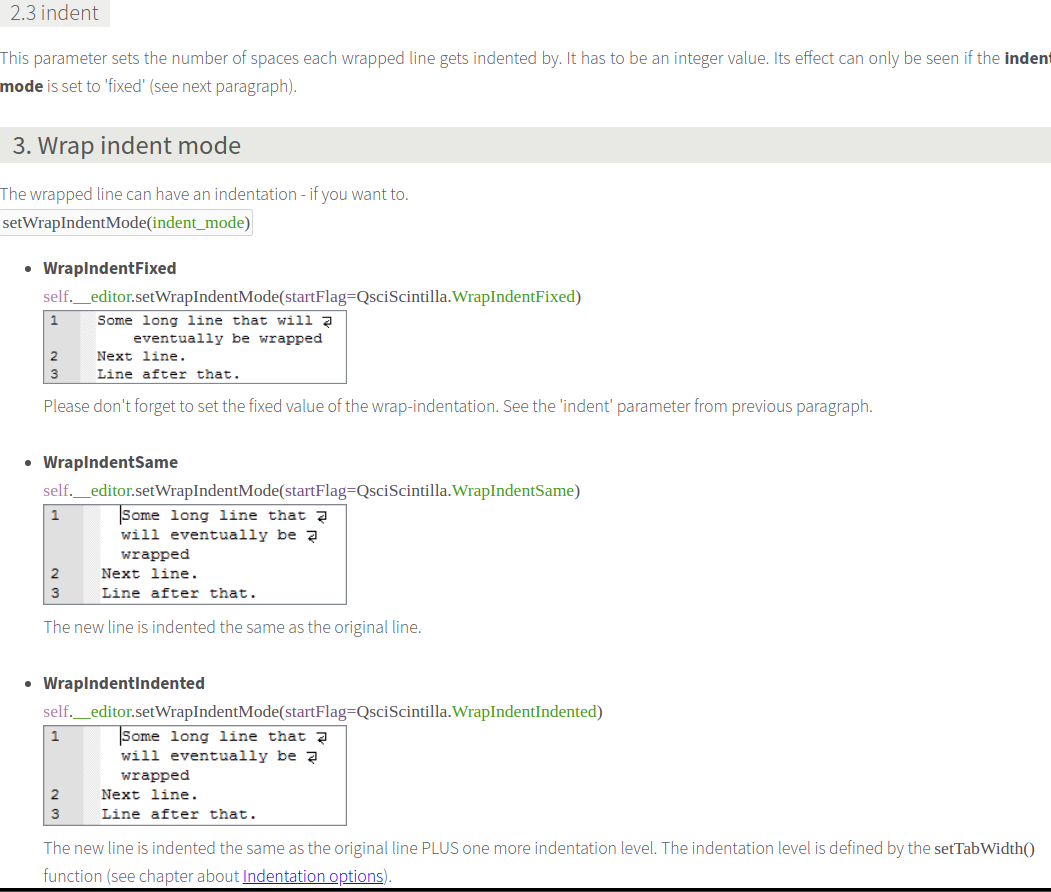 2.3 indent
This parameter sets the number of spaces each wrapped line gets indented by. It has to be an integer value. Its effect can only be seen if the indent
mode is set to 'fixed' (see next paragraph).
3. Wrap indent mode
The wrapped line can have an indentation - if you want to.
setWrapIndentMode(indent_mode)
• WrapIndentFixed
self.__editor.setWrapIndentMode(startFlag=QsciScintilla.WrapIndentFixed)
1 Some long line that will
eventually be wrapped
2 Next line.
3 Line after that.
Please don't forget to set the fixed value of the wrap-indentation. See the 'indent' parameter from previous paragraph.
• WrapIndentSame
self.__editor.setWrapIndentMode(startFlag=QsciScintilla.WrapIndentSame)
1 Some long line that
will eventually be
wrapped
2 Next line.
3 Line after that.
The new line is indented the same as the original line.
• WrapIndentIndented
self.__editor.setWrapIndentMode(startFlag=QsciScintilla.WrapIndentIndented)
1 Some long line that
will eventually be
wrapped
2 Next line.
3 Line after that.
The new line is indented the same as the original line PLUS one more indentation level. The indentation level is defined by the setTabWidth()
function (see chapter about Indentation options).